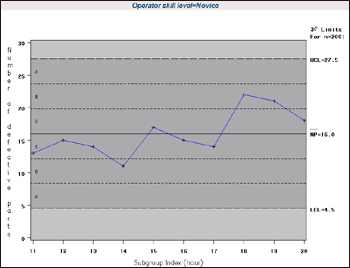 Operator skill level=Novice
3σ Limits
For n=200:
Number of defective parts
30
25
20
15
10
5
0
A
B
C
C
B
A
UCL=27.5
NP=16.0
LCL=4.5
11 12 13 14 15 16 17 18 19 20
Subgroup Index (hour)